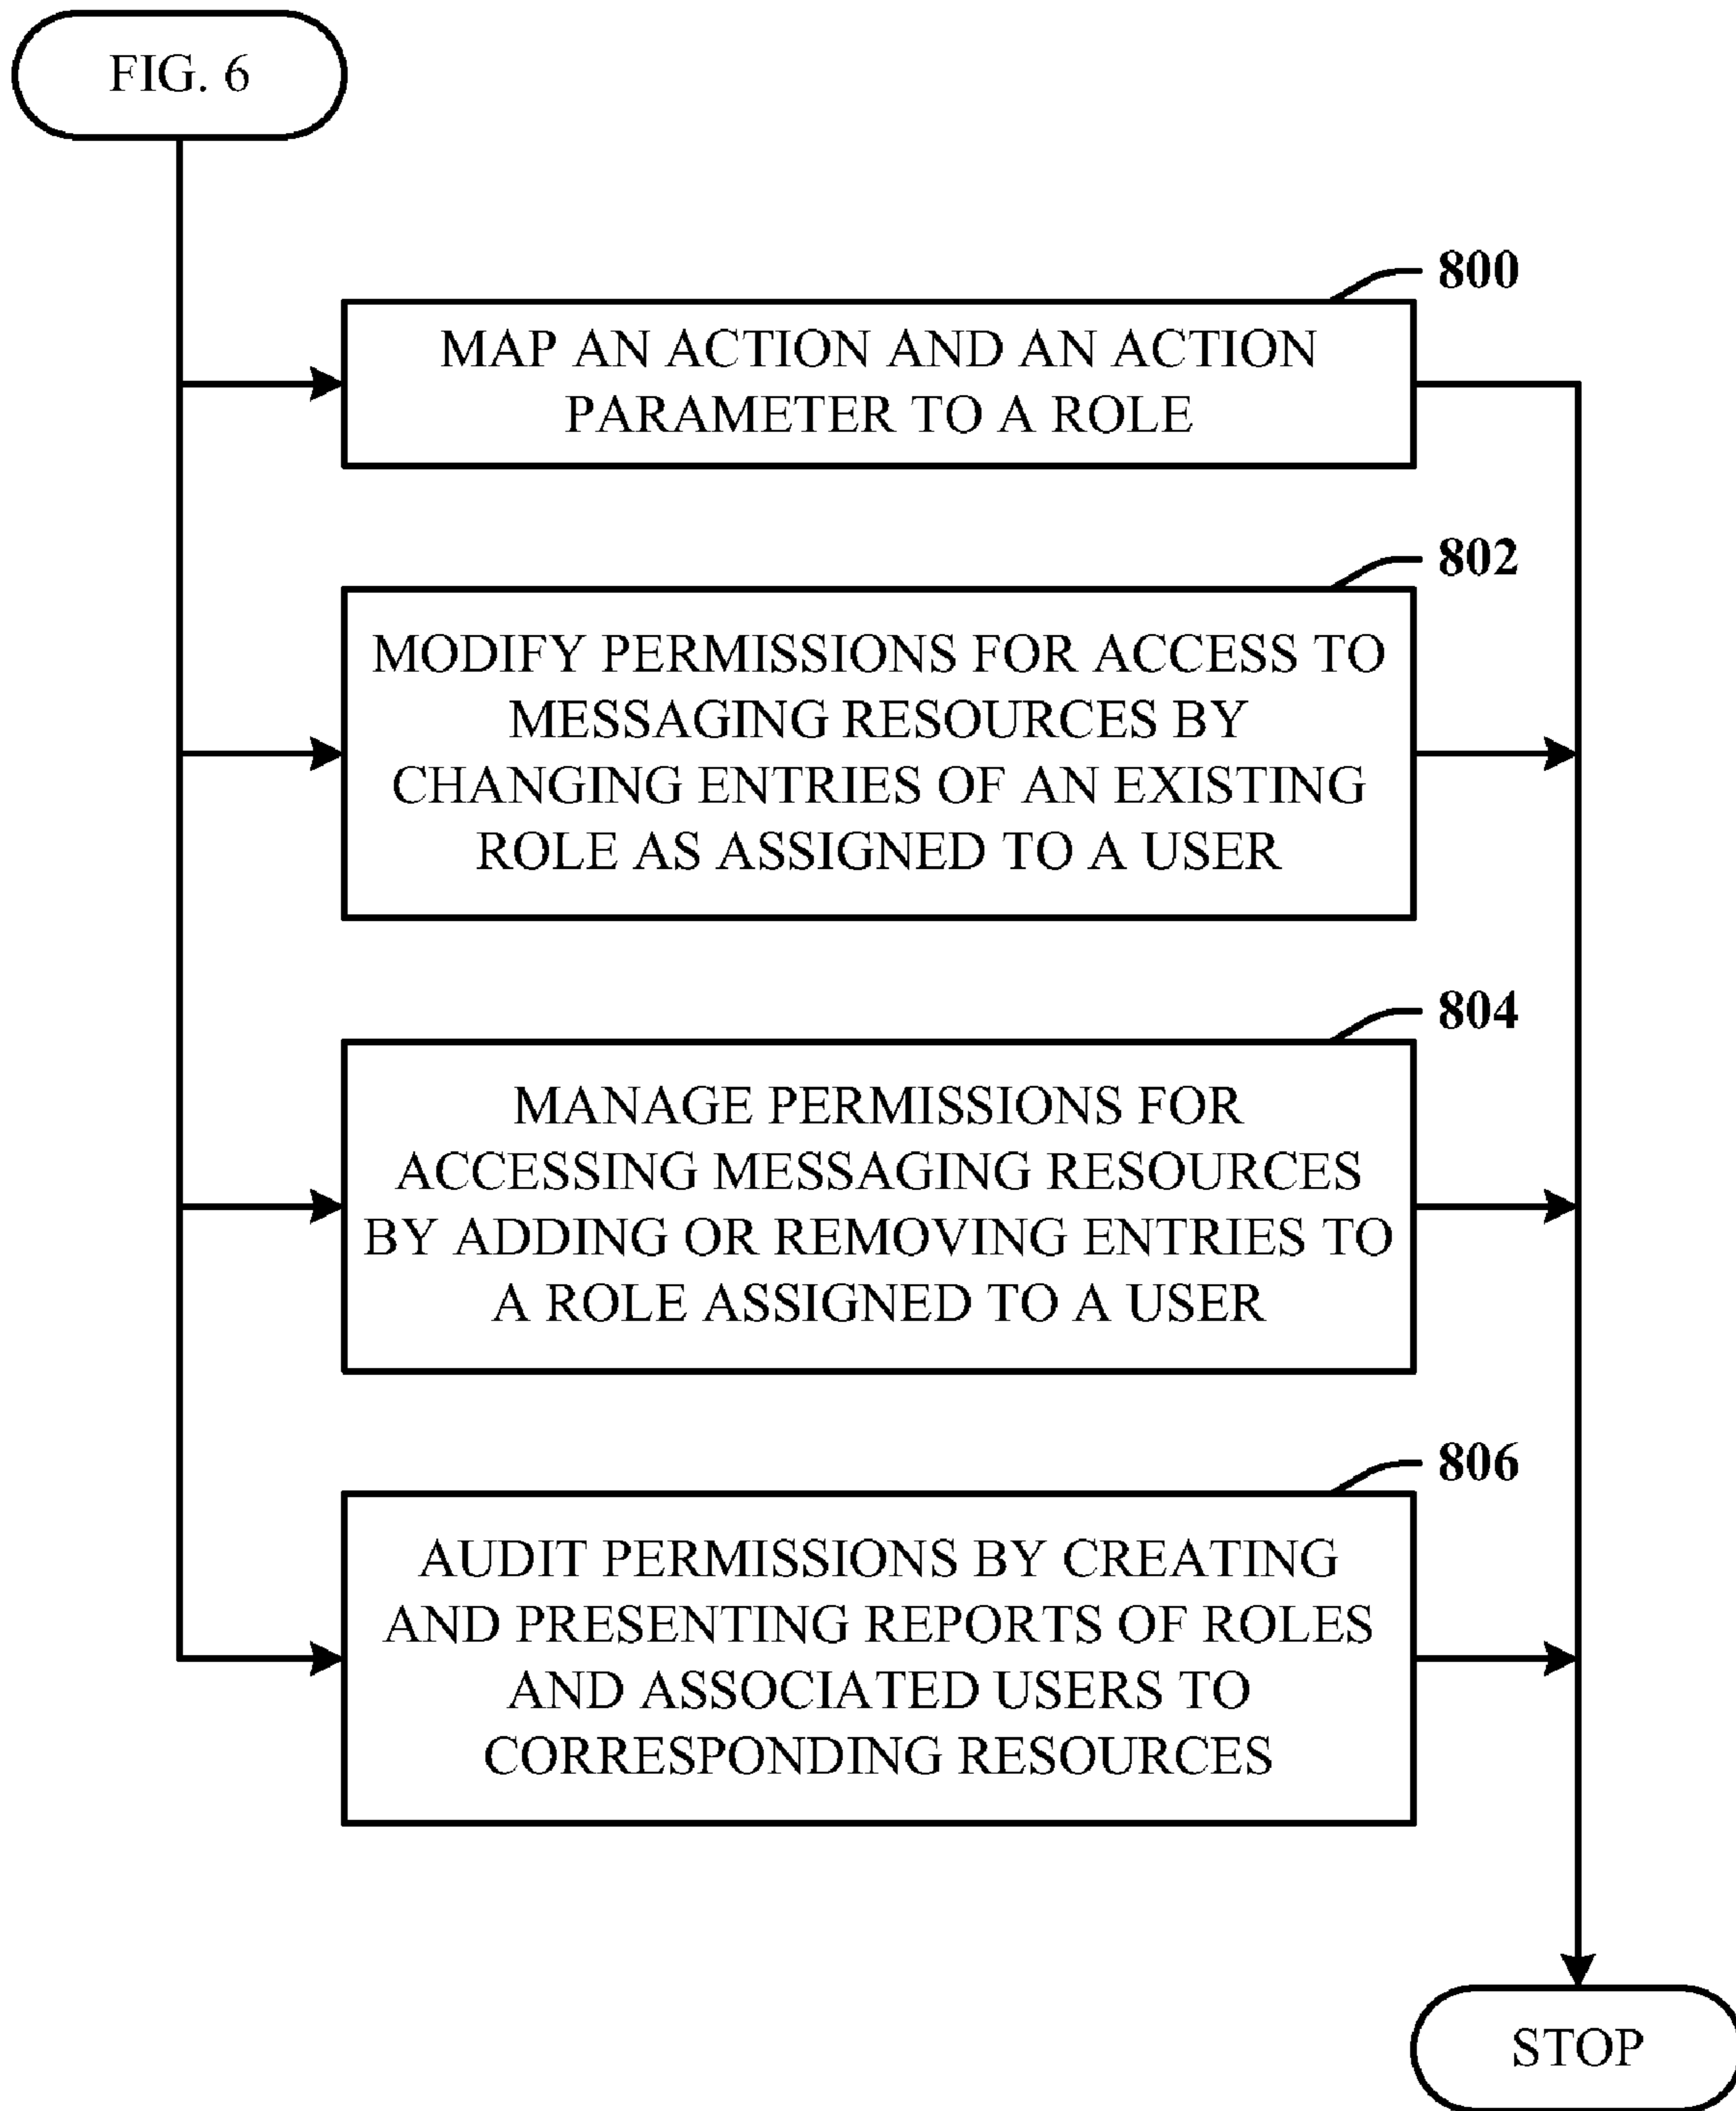 FIG. 6
800
MAP AN ACTION AND AN ACTION
PARAMETER TO A ROLE
802
MODIFY PERMISSIONS FOR ACCESS TO
MESSAGING RESOURCES BY
CHANGING ENTRIES OF AN EXISTING
ROLE AS ASSIGNED TO A USER
804
MANAGE PERMISSIONS FOR
ACCESSING MESSAGING RESOURCES
BY ADDING OR REMOVING ENTRIES TO
A ROLE ASSIGNED TO A USER
806
AUDIT PERMISSIONS BY CREATING
AND PRESENTING REPORTS OF ROLES
AND ASSOCIATED USERS TO
CORRESPONDING RESOURCES
STOP